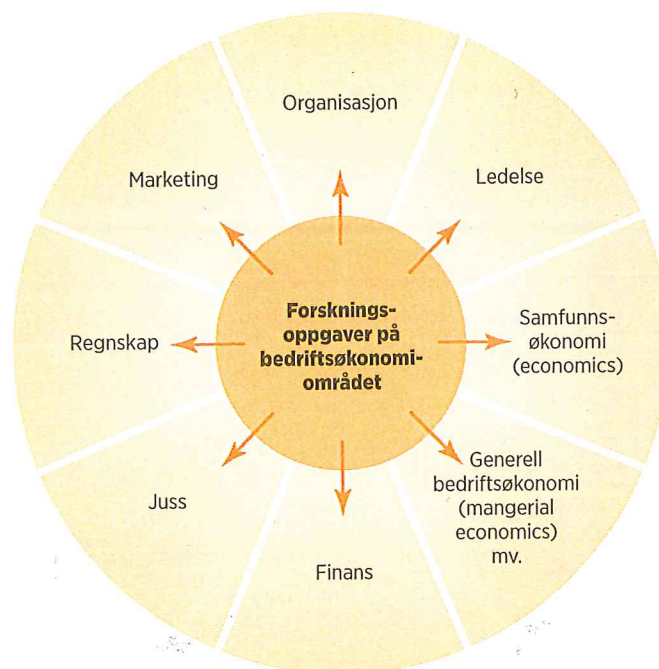 Organisasjon
Ledelse
Samfunns-
økonomi
(economics)
Generell
bedriftsøkonomi
(mangerial
economics)
mv.
Finans
Juss
Regnskap
Marketing
Forsknings-
oppgaver på
bedriftsøkonomi-
området